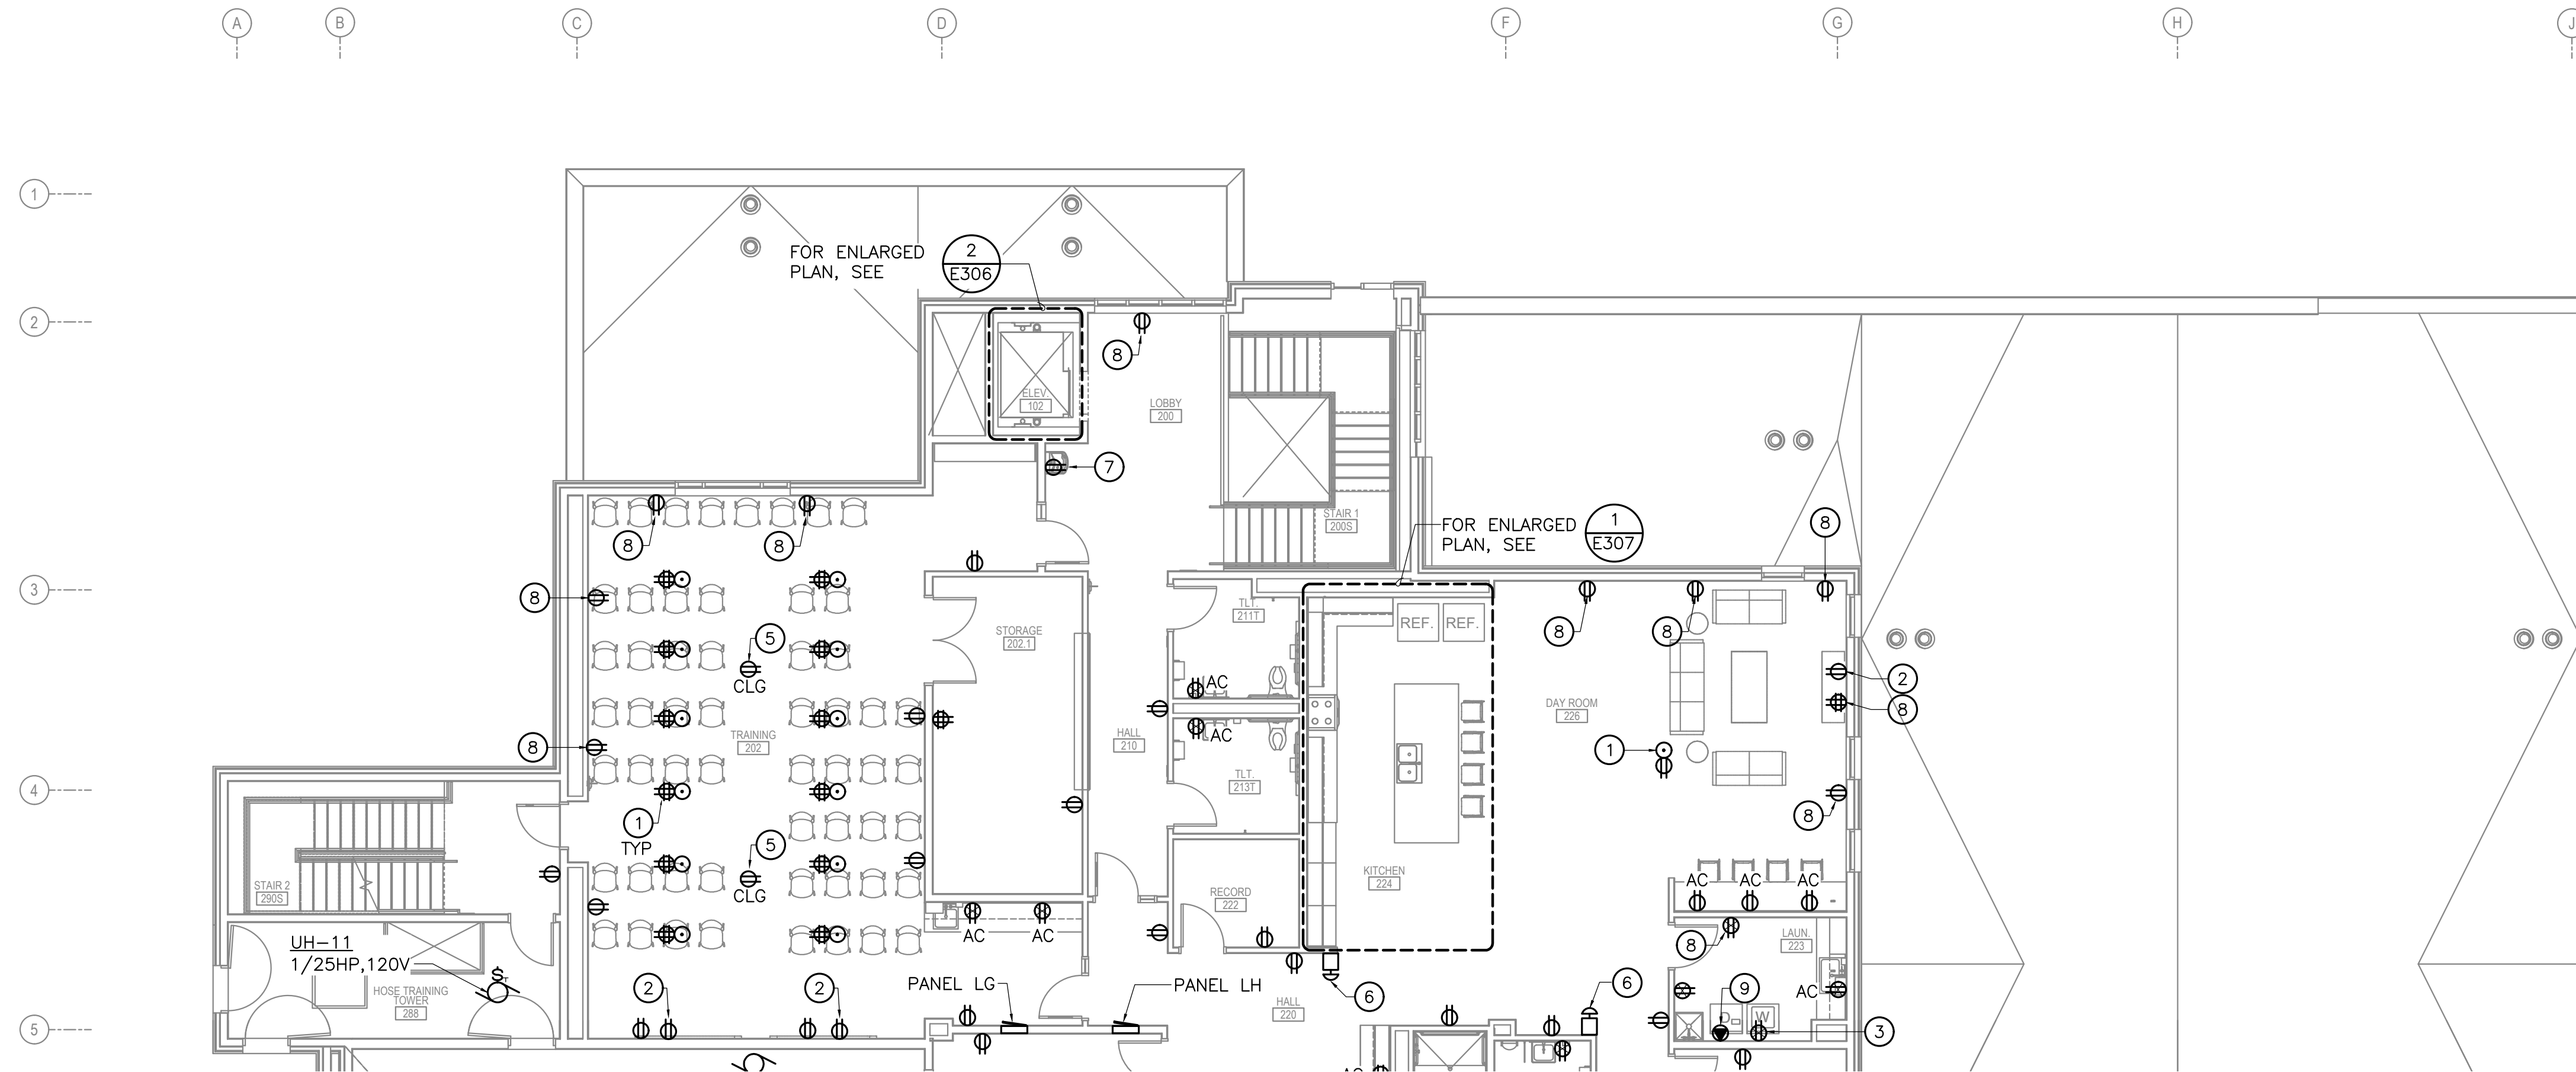 A
B
C
D
F
G
H
J
1
2
3
4
5
FOR ENLARGED
PLAN, SEE
2
E306
8
ELEV.
102
LOBBY
200
7
STAIR 1
200S
FOR ENLARGED
PLAN, SEE
1
E307
8
8
8
8
8
5
CLG
STORAGE
202.1
TLT.
211T
AC
REF.
REF.
8
8
2
8
DAY ROOM
226
1
8
8
TRAINING
202
HALL
210
AC
TLT.
213T
1
TYP
5
CLG
STAIR 2
290S
RECORD
222
KITCHEN
224
AC
AC
AC
AC
AC
8
LAUN.
223
UH-11
1/25HP,120V
S
T
HOSE TRAINING
TOWER
288
2
2
PANEL LG
PANEL LH
6
HALL
220
6
9
AC
D
W
3
AC